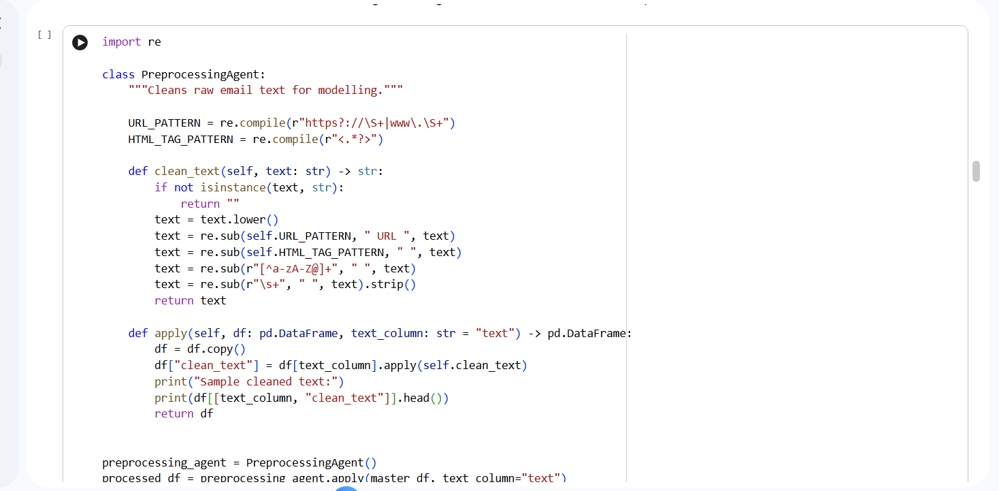 [ ]
import re
class PreprocessingAgent:
    """Cleans raw email text for modelling."""
    URL_PATTERN = re.compile(r"https?://\S+|www\.\S+")
    HTML_TAG_PATTERN = re.compile(r"<.*?>")
    def clean_text(self, text: str) -> str:
        if not isinstance(text, str):
            return ""
        text = text.lower()
        text = re.sub(self.URL_PATTERN, " URL ", text)
        text = re.sub(self.HTML_TAG_PATTERN, " ", text)
        text = re.sub(r"[^a-zA-Z@]+", " ", text)
        text = re.sub(r"\s+", " ", text).strip()
        return text
    def apply(self, df: pd.DataFrame, text_column: str = "text") -> pd.DataFrame:
        df = df.copy()
        df["clean_text"] = df[text_column].apply(self.clean_text)
        print("Sample cleaned text:")
        print(df[[text_column, "clean_text"]].head())
        return df
preprocessing_agent = PreprocessingAgent()
processed_df = preprocessing_agent.apply(master_df, text_column="text")